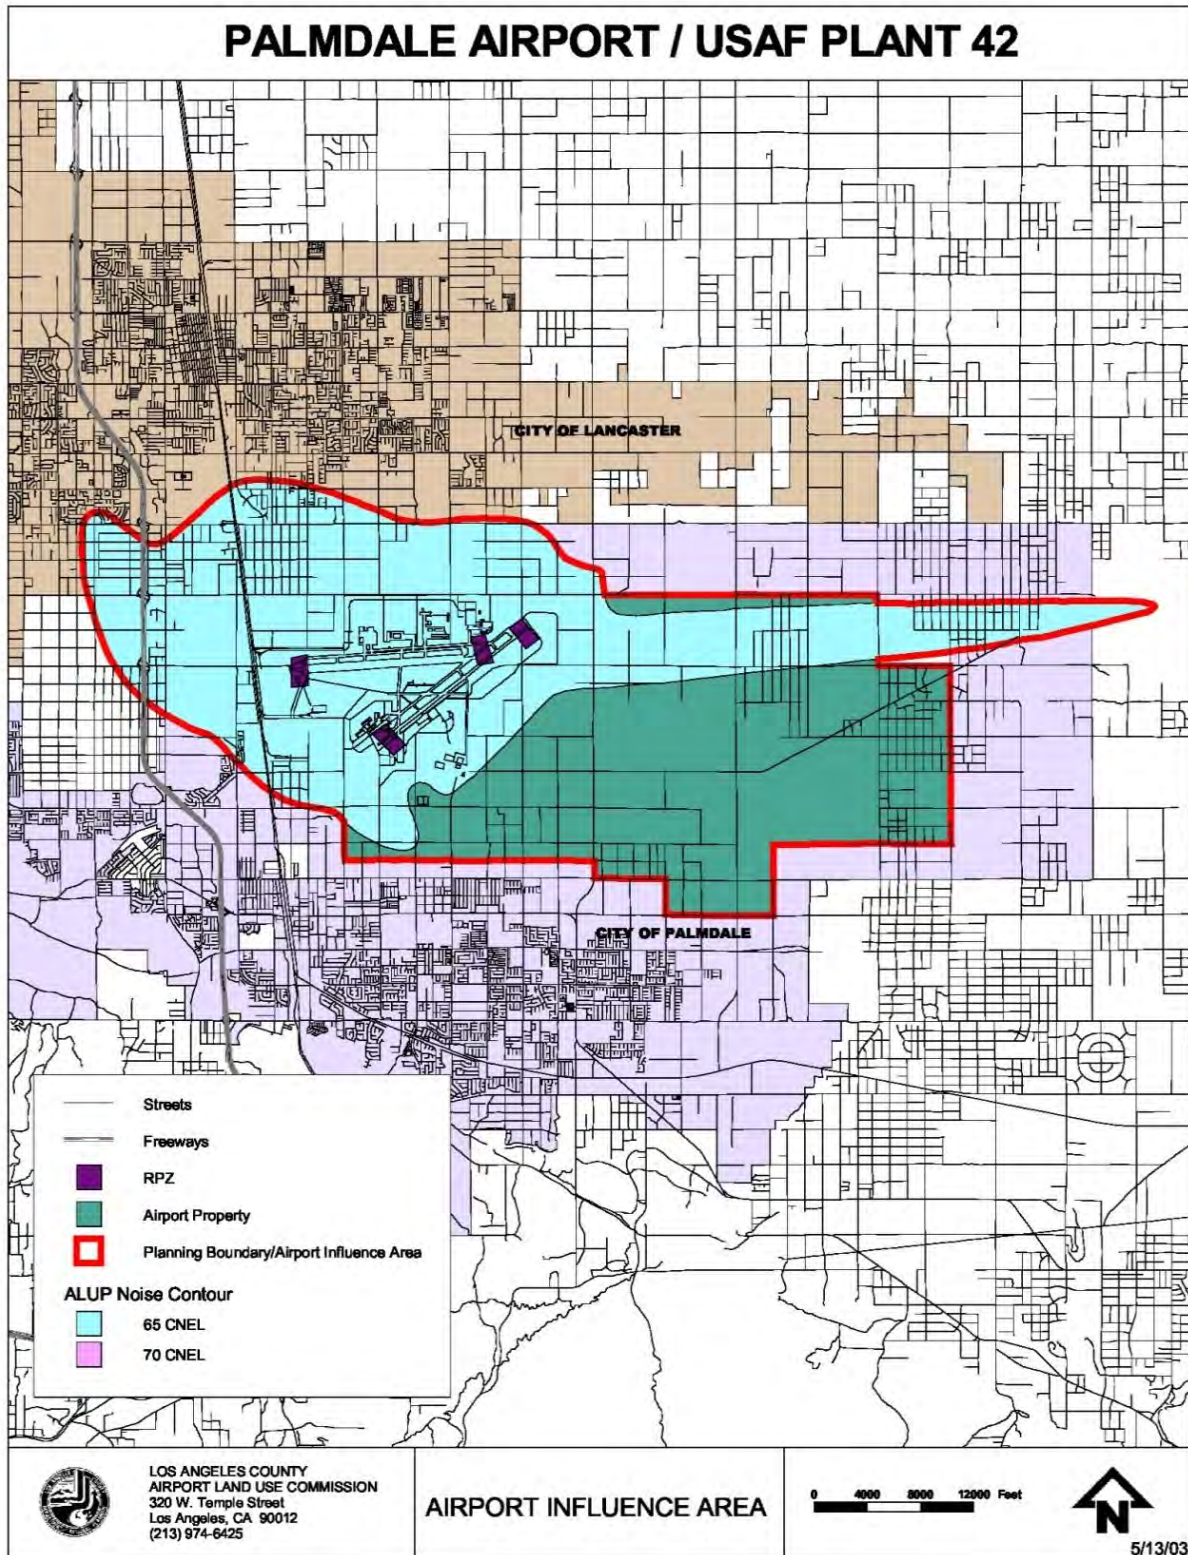 PALMDALE AIRPORT / USAF PLANT 42
CITY OF LANCASTER
CITY OF PALMDALE
Streets
Freeways
RPZ
Airport Property
Planning Boundary/Airport Influence Area
ALUP Noise Contour
65 CNEL
70 CNEL
LOS ANGELES COUNTY
AIRPORT LAND USE COMMISSION
320 W. Temple Street
Los Angeles, CA 90012
(213) 974-6425
AIRPORT INFLUENCE AREA
0 4000 8000 12000 Feet
N
5/13/03